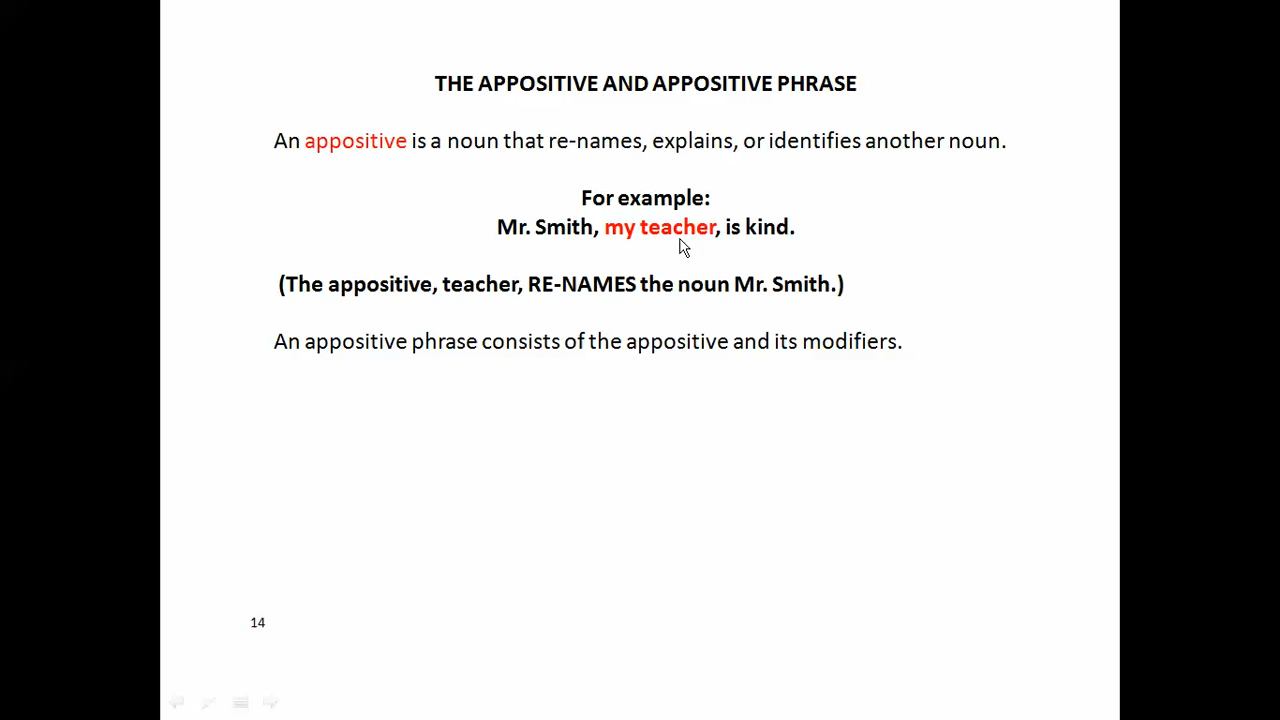 THE APPOSITIVE AND APPOSITIVE PHRASE
An appositive is a noun that re-names, explains, or identifies another noun.
For example:
Mr. Smith, my teacher, is kind.
(The appositive, teacher, RE-NAMES the noun Mr. Smith.)
An appositive phrase consists of the appositive and its modifiers.
14